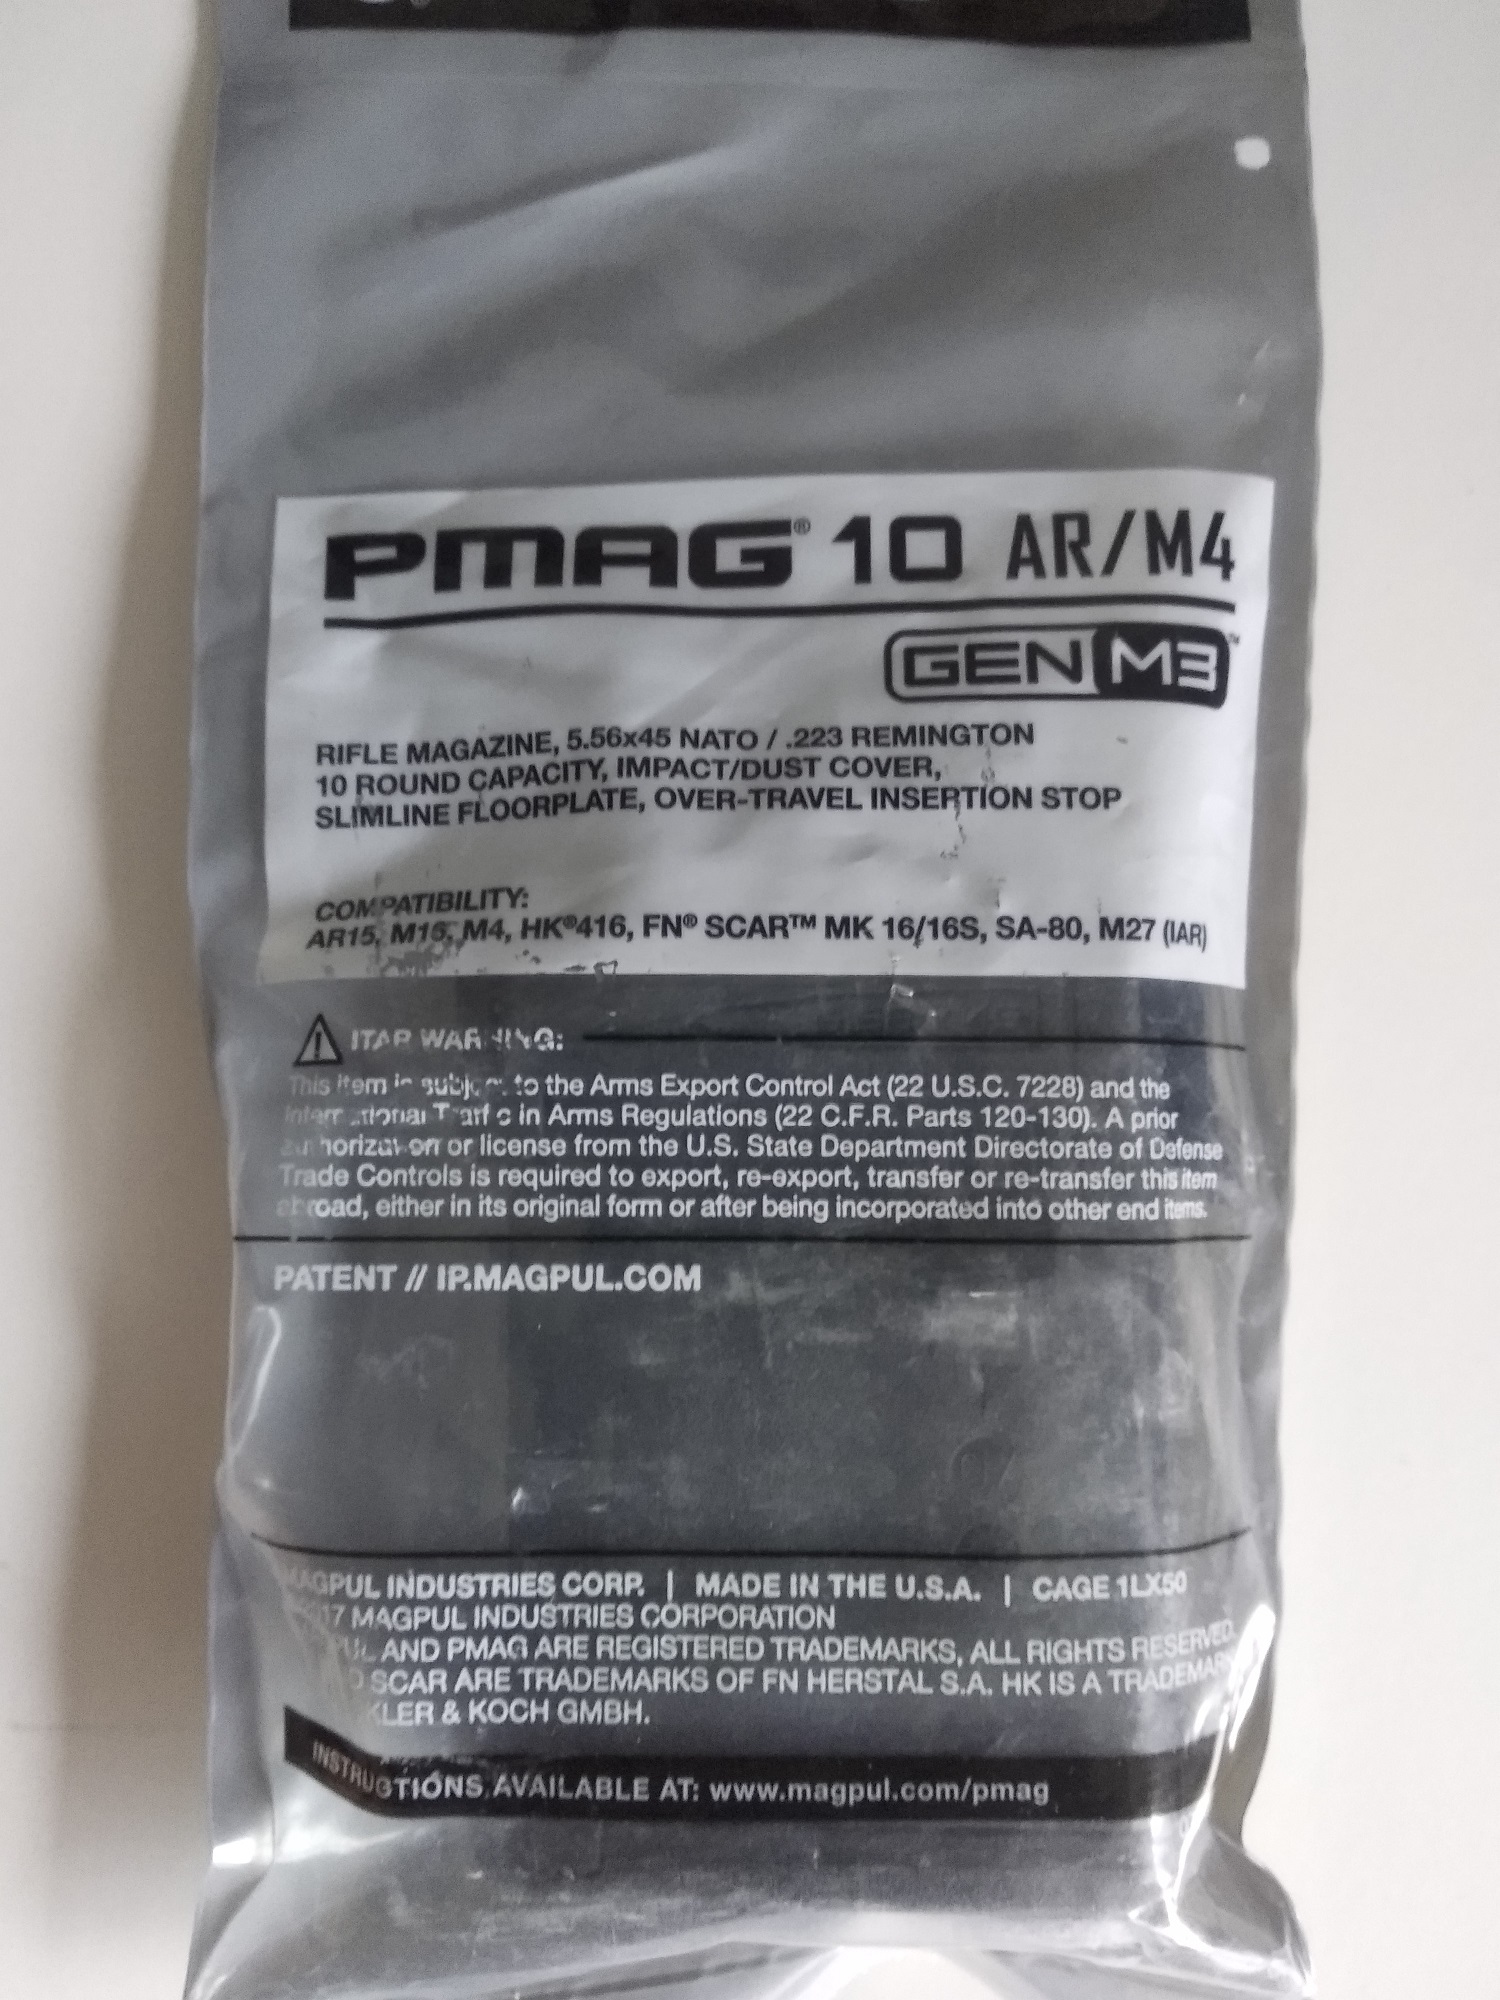 PMAG® 10 AR/M4
GEN M3™
RIFLE MAGAZINE, 5.56x45 NATO / .223 REMINGTON
10 ROUND CAPACITY, IMPACT/DUST COVER,
SLIMLINE FLOORPLATE, OVER-TRAVEL INSERTION STOP
COMPATIBILITY:
AR15, M16, M4, HK®416, FN® SCAR™ MK 16/16S, SA-80, M27 (IAR)
ITAR WARNING:
This item is subject to the Arms Export Control Act (22 U.S.C. 7228) and the
International Traffic in Arms Regulations (22 C.F.R. Parts 120-130). A prior
authorization or license from the U.S. State Department Directorate of Defense
Trade Controls is required to export, re-export, transfer or re-transfer this item
abroad, either in its original form or after being incorporated into other end items.
PATENT // IP.MAGPUL.COM
MAGPUL INDUSTRIES CORP. | MADE IN THE U.S.A. | CAGE 1LX50
MAGPUL INDUSTRIES CORPORATION
AND PMAG ARE REGISTERED TRADEMARKS, ALL RIGHTS RESERVED.
SCAR ARE TRADEMARKS OF FN HERSTAL S.A. HK IS A TRADEMARK
& KOCH GMBH.
INSTRUCTIONS AVAILABLE AT: www.magpul.com/pmag